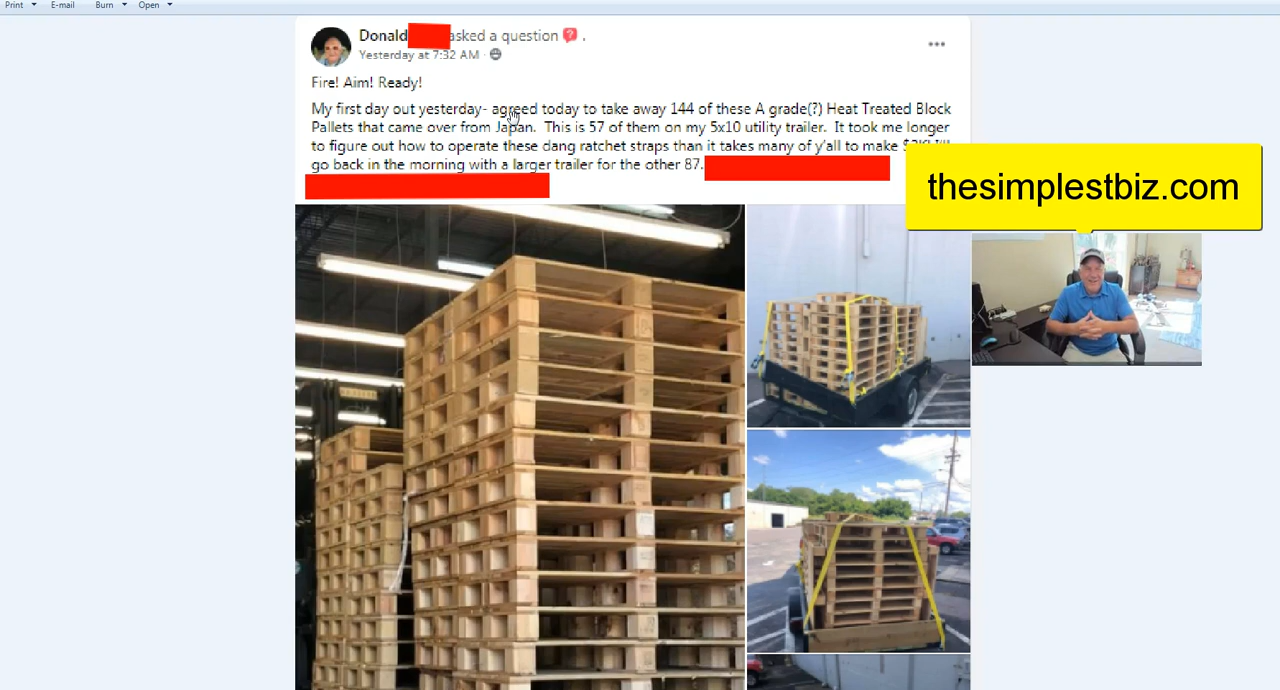 Print E-mail Burn Open
Donald asked a question .
Yesterday at 7:32 AM ·
Fire! Aim! Ready!
My first day out yesterday- agreed today to take away 144 of these A grade(?) Heat Treated Block
Pallets that came over from Japan. This is 57 of them on my 5x10 utility trailer. It took me longer
to figure out how to operate these dang ratchet straps than it takes many of y'all to make
go back in the morning with a larger trailer for the other 87.
thesimplestbiz.com